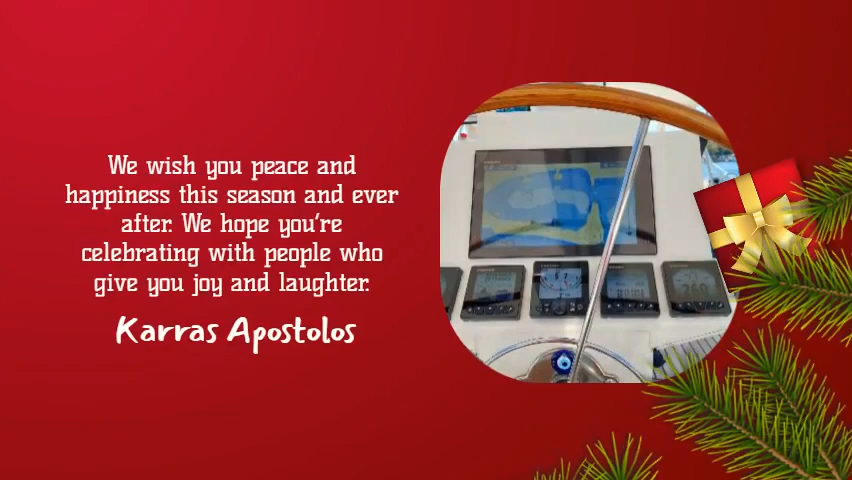 We wish you peace and
happiness this season and ever
after. We hope you're
celebrating with people who
give you joy and laughter.
Karras Apostolos